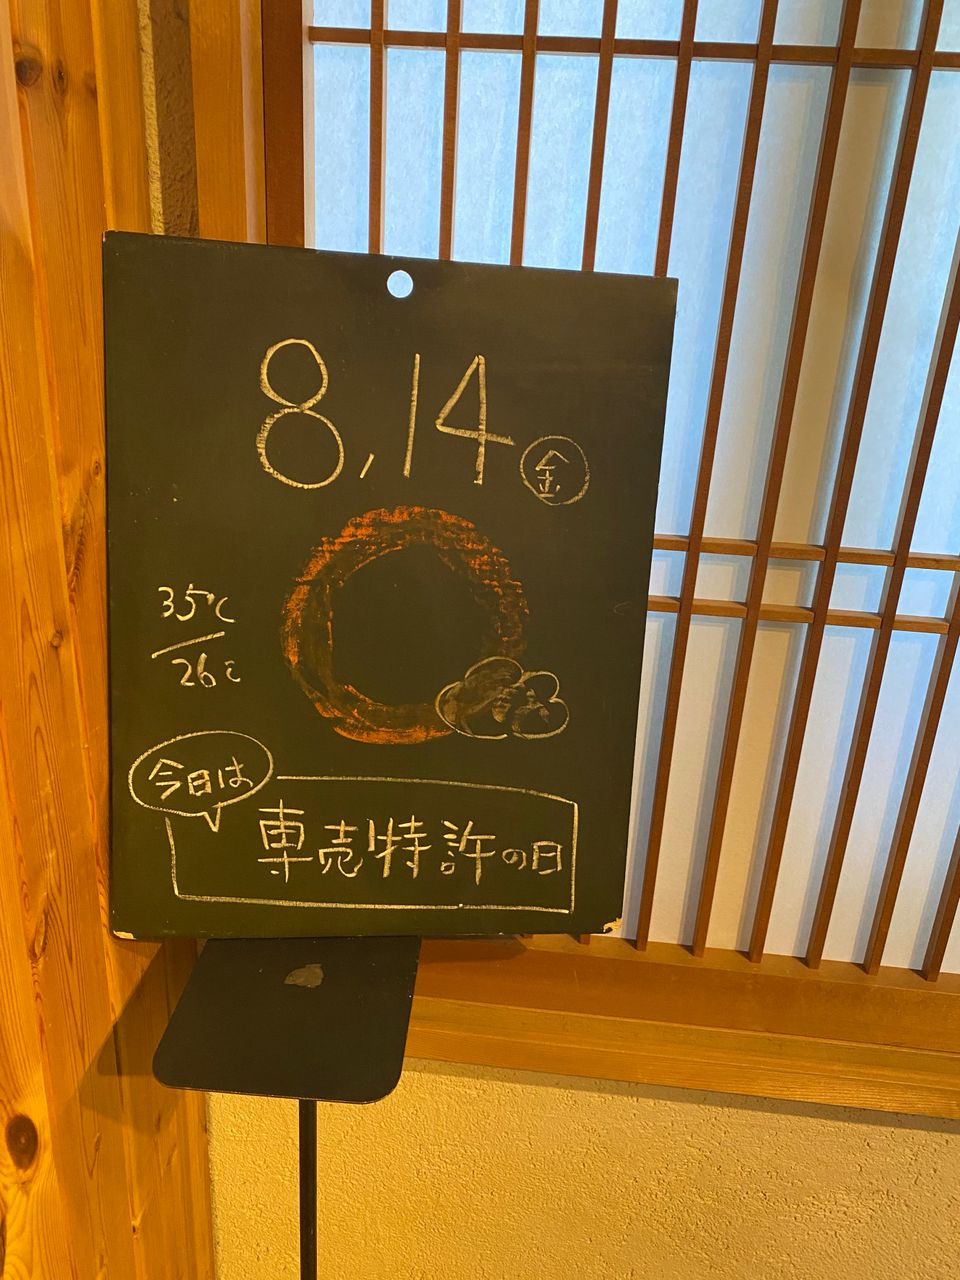 8,14 金
35℃
26℃
今日は
専売特許の日